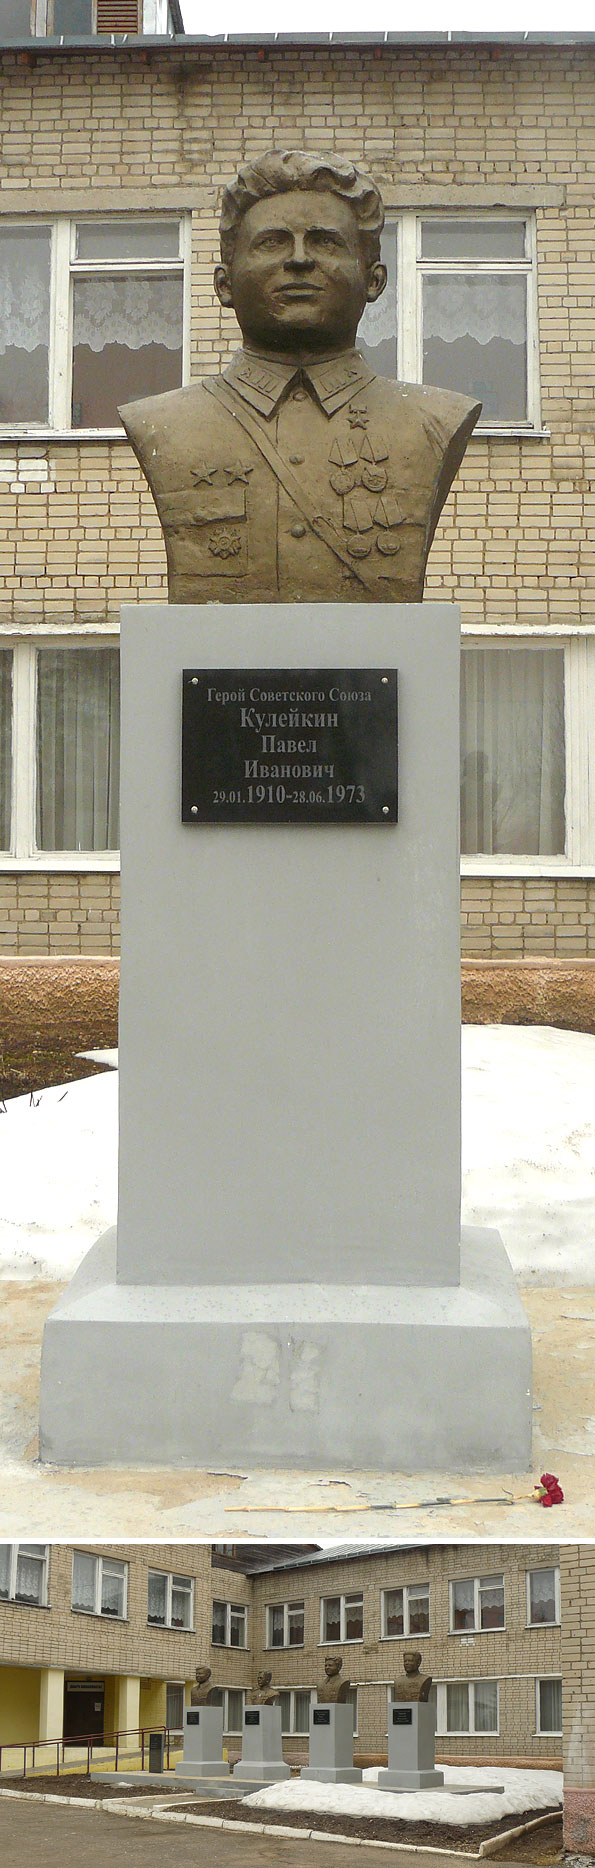 Герой Советского Союза
Кулейкин
Павел
Иванович
29.01.1910-28.06.1973